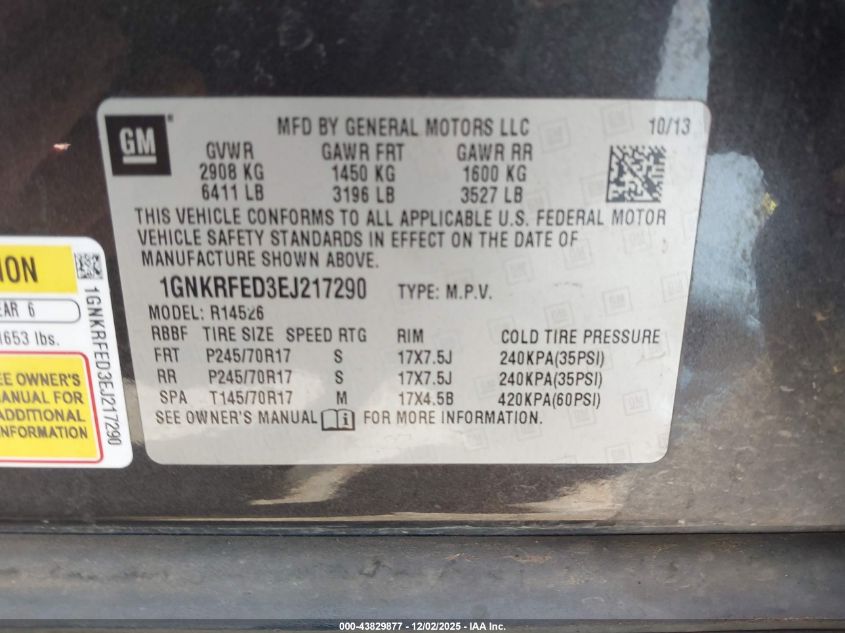 GM
MFD BY GENERAL MOTORS LLC 10/13
GVWR GAWR FRT GAWR RR
2908 KG 1450 KG 1600 KG
6411 LB 3196 LB 3527 LB
THIS VEHICLE CONFORMS TO ALL APPLICABLE U.S. FEDERAL MOTOR
VEHICLE SAFETY STANDARDS IN EFFECT ON THE DATE OF
MANUFACTURE SHOWN ABOVE.
1GNKRFED3EJ217290 TYPE: M.P.V.
MODEL: R14526
RBBF TIRE SIZE SPEED RTG RIM COLD TIRE PRESSURE
FRT P245/70R17 S 17X7.5J 240KPA(35PSI)
RR P245/70R17 S 17X7.5J 240KPA(35PSI)
SPA T145/70R17 M 17X4.5B 420KPA(60PSI)
SEE OWNER'S MANUAL FOR MORE INFORMATION.
ION
EAR 6
1653 lbs.
EE OWNER'S
MANUAL FOR
ADDITIONAL
INFORMATION
1GNKRFED3EJ217290
000-43829877 - 12/02/2025 - IAA Inc.